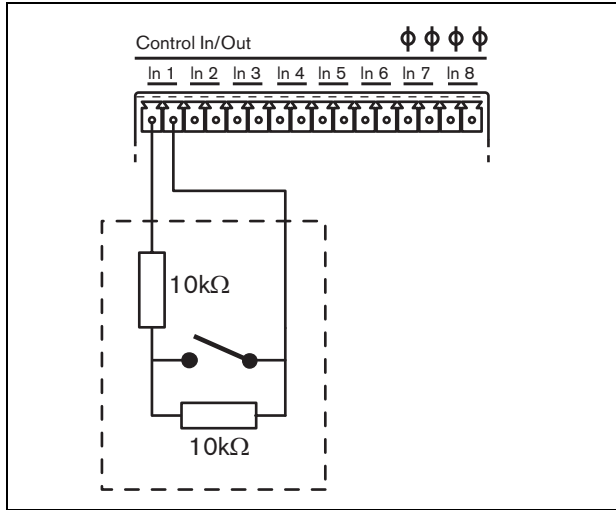 Control In/Out
In 1 In 2 In 3 In 4 In 5 In 6 In 7 In 8
10kΩ
10kΩ